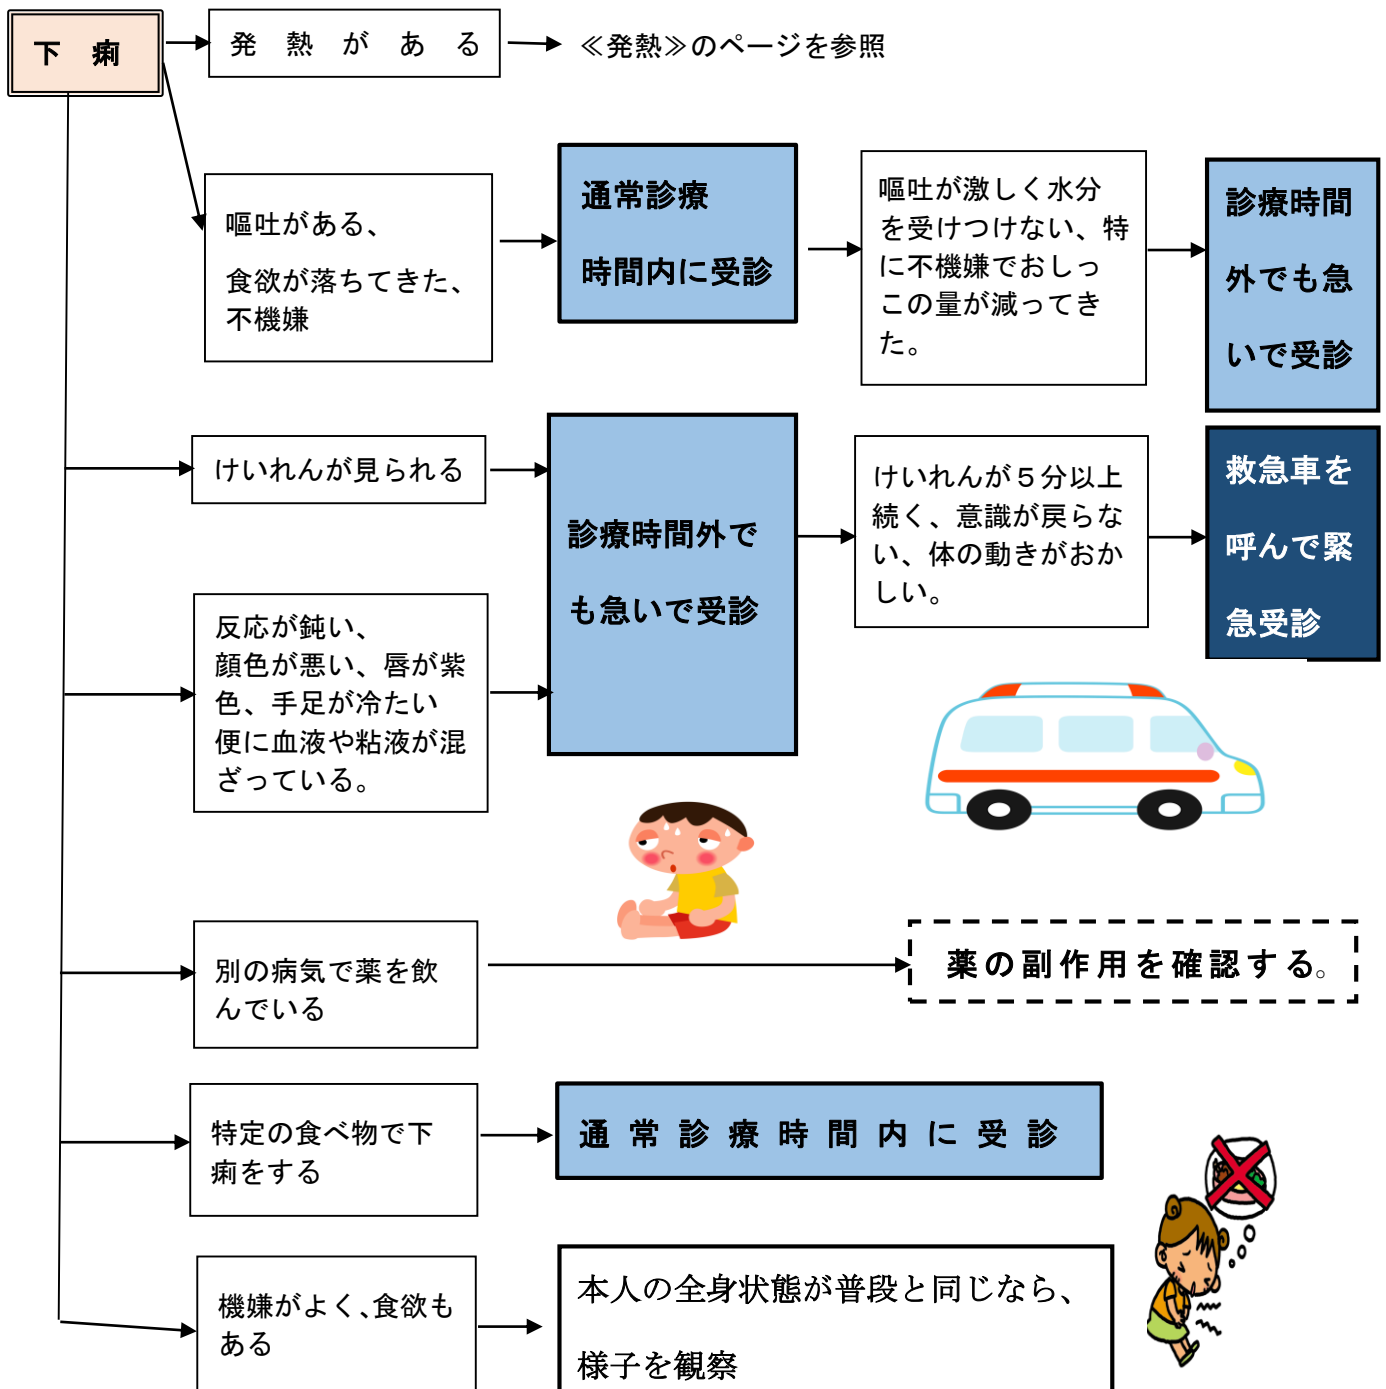 下　痢
発　熱　が　あ　る
≪発熱≫のページを参照
嘔吐がある、
食欲が落ちてきた、
不機嫌
通常診療
時間内に受診
嘔吐が激しく水分
を受けつけない、特
に不機嫌でおしっ
この量が減ってき
た。
診療時間
外でも急
いで受診
けいれんが見られる
診療時間外で
も急いで受診
けいれんが５分以上
続く、意識が戻らな
い、体の動きがおか
しい。
救急車を
呼んで緊
急受診
反応が鈍い、
顔色が悪い、唇が紫
色、手足が冷たい
便に血液や粘液が混
ざっている。
別の病気で薬を飲
んでいる
薬の副作用を確認する。
特定の食べ物で下
痢をする
通常診療時間内に受診
機嫌がよく、食欲も
ある
本人の全身状態が普段と同じなら、
様子を観察